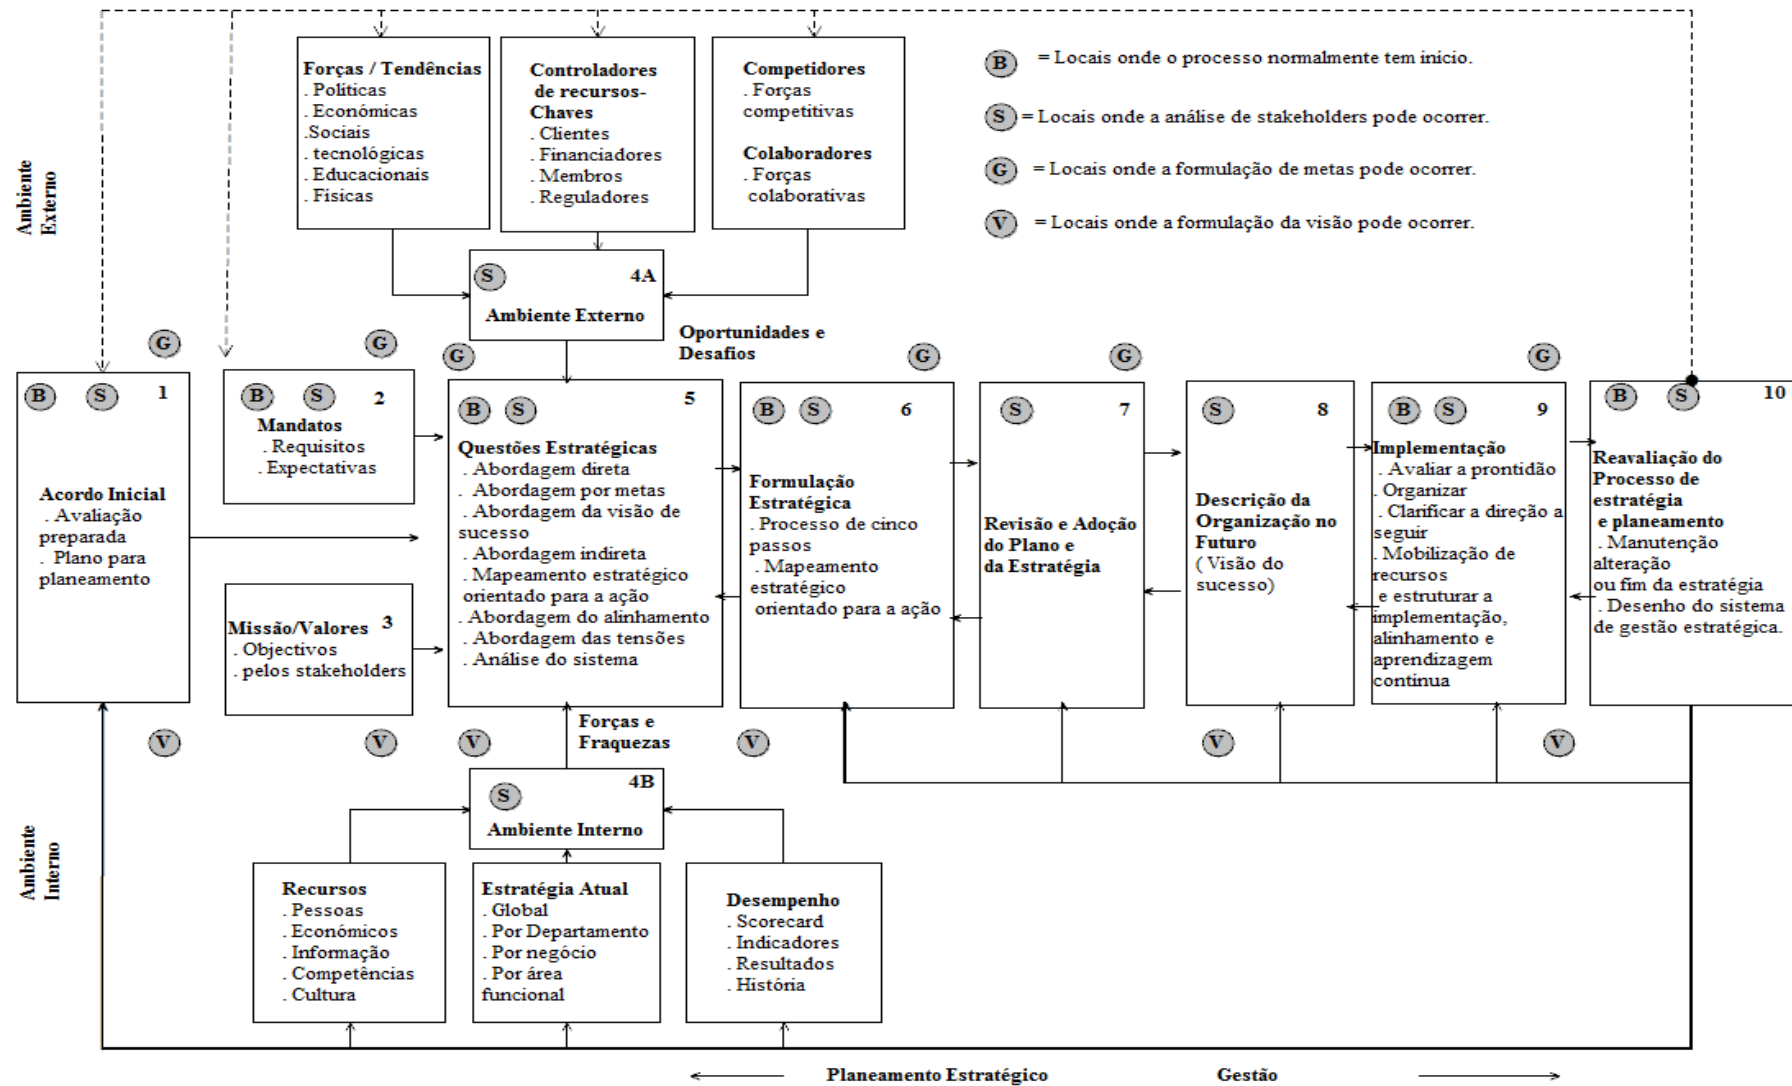 Forças / Tendências
. Politicas
. Económicas
.Sociais
. tecnológicas
. Educacionais
. Físicas
Controladores
de recursos-
Chaves
. Clientes
. Financiadores
. Membros
. Reguladores
Competidores
. Forças
competitivas
Colaboradores
. Forças
colaborativas
B = Locais onde o processo normalmente tem inicio.
S = Locais onde a análise de stakeholders pode ocorrer.
G = Locais onde a formulação de metas pode ocorrer.
V = Locais onde a formulação da visão pode ocorrer.
Ambiente
Externo
S 4A
Ambiente Externo
Oportunidades e
Desafios
G
G
G
G
G
G
B S 1
Acordo Inicial
. Avaliação
preparada
. Plano para
planeamento
B S 2
Mandatos
. Requisitos
. Expectativas
Missão/Valores 3
. Objectivos
. pelos stakeholders
B S 5
Questões Estratégicas
. Abordagem direta
. Abordagem por metas
. Abordagem da visão de
sucesso
. Abordagem indireta
. Mapeamento estratégico
orientado para a ação
. Abordagem do alinhamento
. Abordagem das tensões
. Análise do sistema
B S 6
Formulação
Estratégica
. Processo de cinco
passos
. Mapeamento
estratégico
orientado para a ação
S 7
Revisão e Adoção
do Plano e
da Estratégia
S 8
Descrição da
Organização no
Futuro
( Visão do
sucesso)
B S 9
Implementação
. Avaliar a prontidão
. Organizar
. Clarificar a direção a
seguir
. Mobilização de
recursos
e estruturar a
implementação,
alinhamento e
aprendizagem
contínua
B S 10
Reavaliação do
Processo de
estratégia
e planeamento
. Manutenção
alteração
ou fim da estratégia
. Desenho do sistema
de gestão estratégica.
V
V
V
V
V
V
Forças e
Fraquezas
4B
S
Ambiente Interno
Ambiente
Interno
Recursos
. Pessoas
. Económicos
. Informação
. Competências
. Cultura
Estratégia Atual
. Global
. Por Departamento
. Por negócio
. Por área
funcional
Desempenho
. Scorecard
. Indicadores
. Resultados
. História
Planeamento Estratégico Gestão